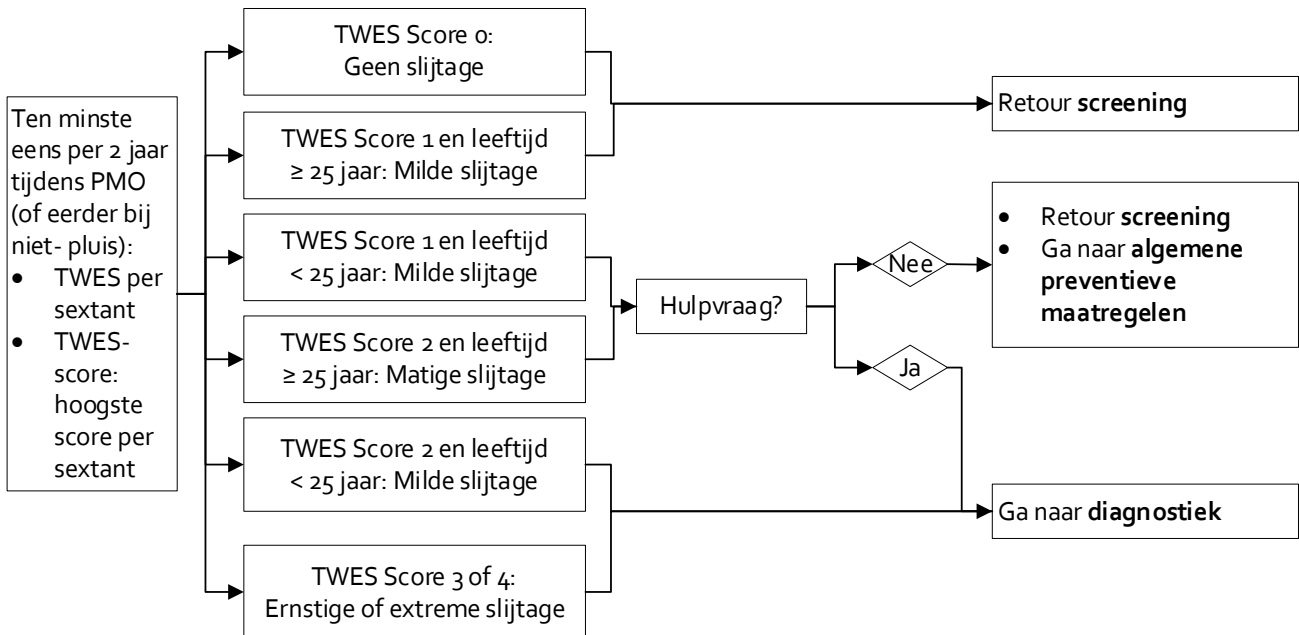 Ten minste
eens per 2 jaar
tijdens PMO
(of eerder bij
niet- pluis):
• TWES per
sextant
• TWES-
score:
hoogste
score per
sextant
TWES Score 0:
Geen slijtage
TWES Score 1 en leeftijd
≥ 25 jaar: Milde slijtage
TWES Score 1 en leeftijd
< 25 jaar: Milde slijtage
TWES Score 2 en leeftijd
≥ 25 jaar: Matige slijtage
TWES Score 2 en leeftijd
< 25 jaar: Milde slijtage
TWES Score 3 of 4:
Ernstige of extreme slijtage
Hulpvraag?
Nee
Ja
Retour screening
• Retour screening
• Ga naar algemene
preventieve
maatregelen
Ga naar diagnostiek